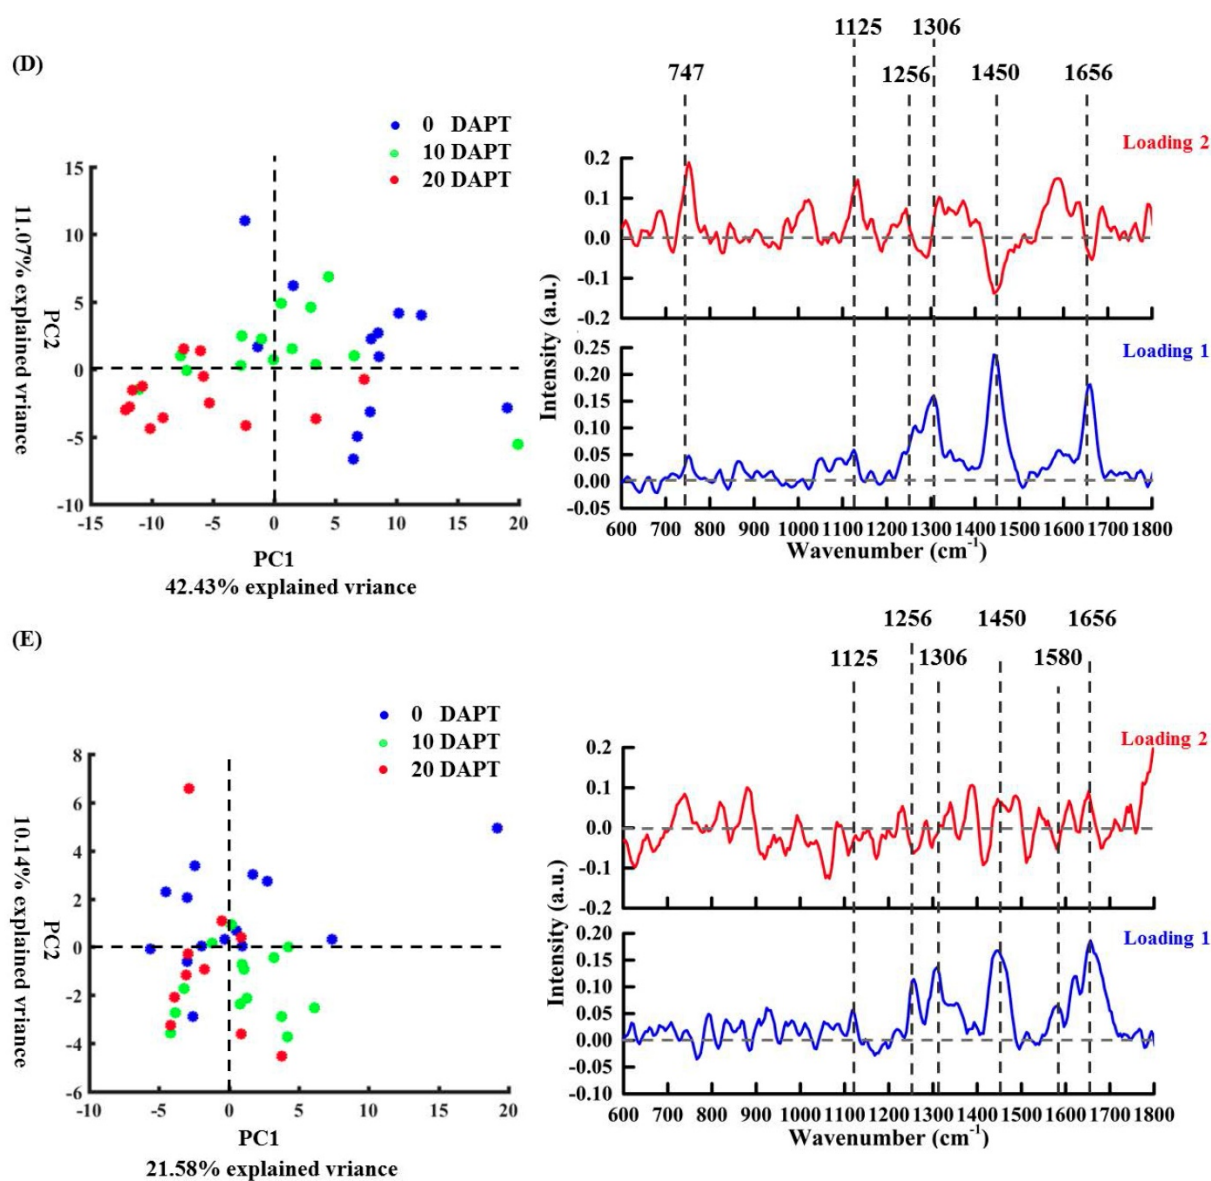 (D)
0 DAPT
10 DAPT
20 DAPT
15
10
5
0
-5
-10
-15
-10
-5
0
5
10
15
20
PC2
11.07% explained vriance
PC1
42.43% explained vriance
1125
1306
747
1256
1450
1656
Loading 2
0.2
0.1
0.0
-0.1
-0.2
Intensity (a.u.)
Loading 1
0.25
0.20
0.15
0.10
0.05
0.00
-0.05
600 700 800 900 1000 1100 1200 1300 1400 1500 1600 1700 1800
Wavenumber (cm⁻¹)
(E)
0 DAPT
10 DAPT
20 DAPT
8
6
4
2
0
-2
-4
-6
-10
-5
0
5
10
15
20
PC2
10.14% explained vriance
PC1
21.58% explained vriance
1256
1450
1656
1125
1306
1580
Loading 2
0.2
0.1
0.0
-0.1
-0.2
Intensity (a.u.)
Loading 1
0.20
0.15
0.10
0.05
0.00
-0.05
-0.10
600 700 800 900 1000 1100 1200 1300 1400 1500 1600 1700 1800
Wavenumber (cm⁻¹)